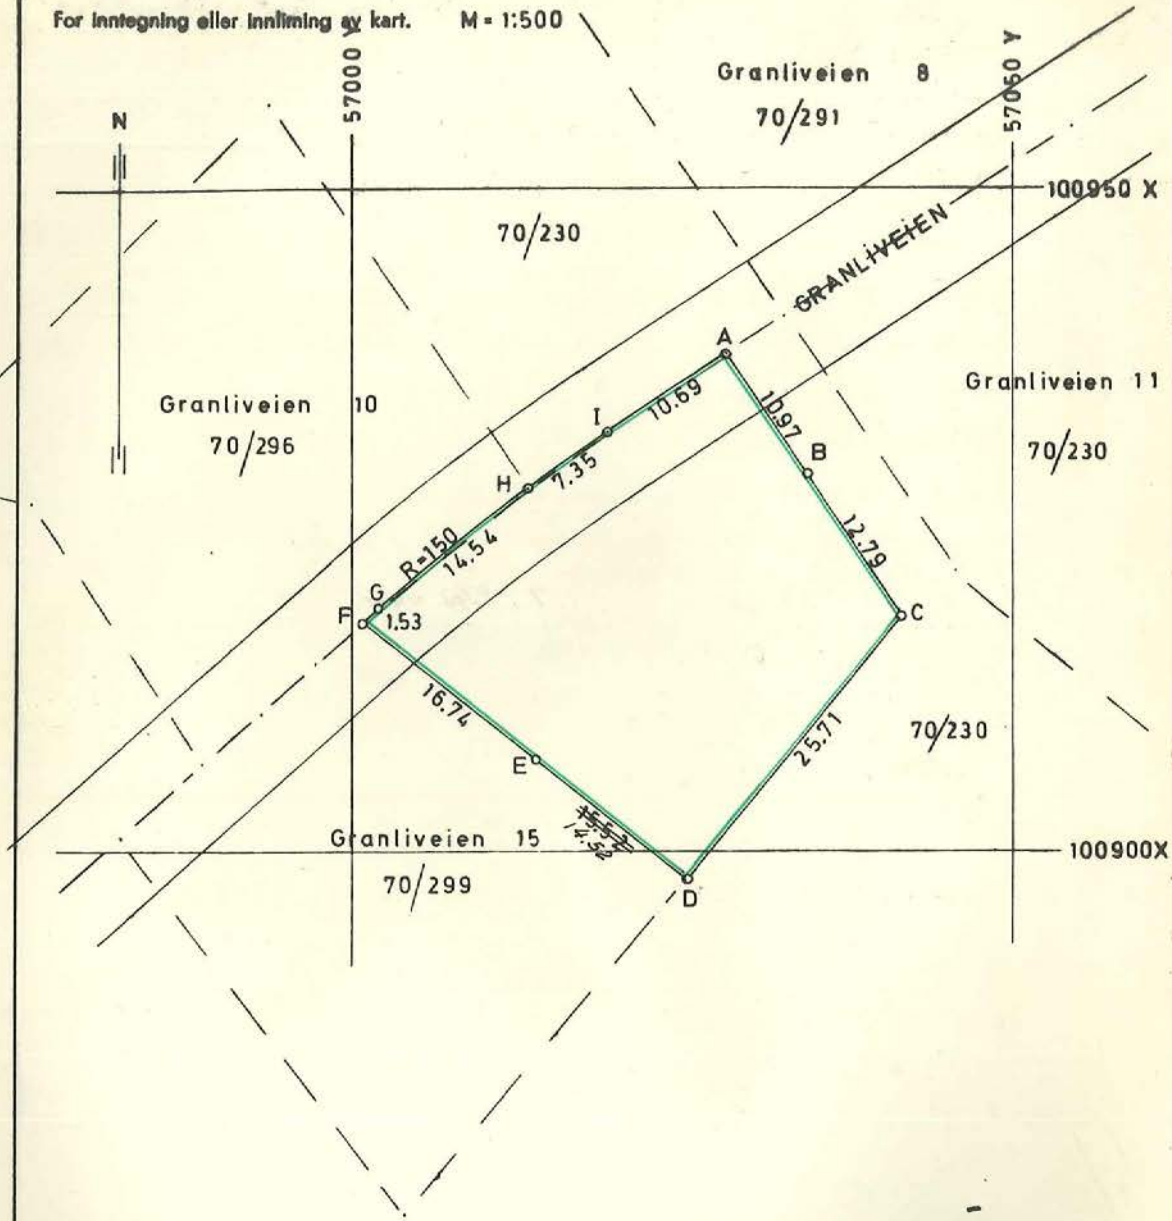 For inntegning eller innliming av kart. M = 1:500
57000 Y
57050 Y
Granliveien 8
70/291
N
100950 X
70/230
GRANLIVEIEN
A
Granliveien 11
70/230
Granliveien 10
70/296
10.69
I
10.97
B
H
7.35
12.79
R=150
14.54
G
F
1.53
C
16.74
25.71
70/230
E
15.52
14.52
Granliveien 15
100900X
70/299
D